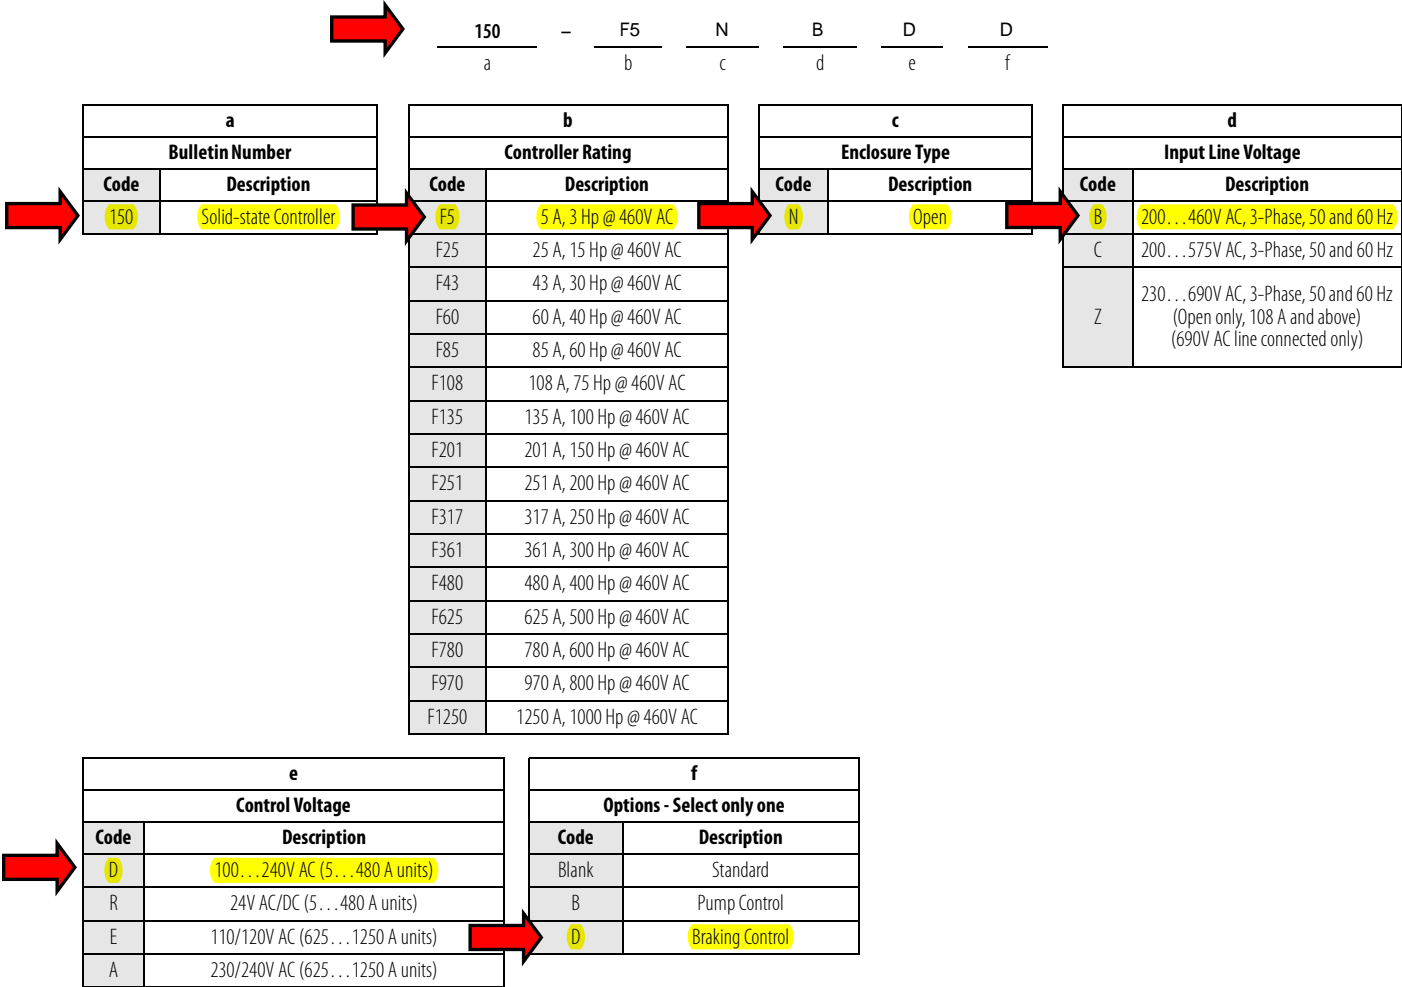 150 – F5 N B D D
a b c d e f
a
Bulletin Number
Code Description
150 Solid-state Controller
b
Controller Rating
Code Description
F5 5 A, 3 Hp @ 460V AC
F25 25 A, 15 Hp @ 460V AC
F43 43 A, 30 Hp @ 460V AC
F60 60 A, 40 Hp @ 460V AC
F85 85 A, 60 Hp @ 460V AC
F108 108 A, 75 Hp @ 460V AC
F135 135 A, 100 Hp @ 460V AC
F201 201 A, 150 Hp @ 460V AC
F251 251 A, 200 Hp @ 460V AC
F317 317 A, 250 Hp @ 460V AC
F361 361 A, 300 Hp @ 460V AC
F480 480 A, 400 Hp @ 460V AC
F625 625 A, 500 Hp @ 460V AC
F780 780 A, 600 Hp @ 460V AC
F970 970 A, 800 Hp @ 460V AC
F1250 1250 A, 1000 Hp @ 460V AC
c
Enclosure Type
Code Description
N Open
d
Input Line Voltage
Code Description
B 200...460V AC, 3-Phase, 50 and 60 Hz
C 200...575V AC, 3-Phase, 50 and 60 Hz
Z 230...690V AC, 3-Phase, 50 and 60 Hz
(Open only, 108 A and above)
(690V AC line connected only)
e
Control Voltage
Code Description
D 100...240V AC (5...480 A units)
R 24V AC/DC (5...480 A units)
E 110/120V AC (625...1250 A units)
A 230/240V AC (625...1250 A units)
f
Options - Select only one
Code Description
Blank Standard
B Pump Control
D Braking Control